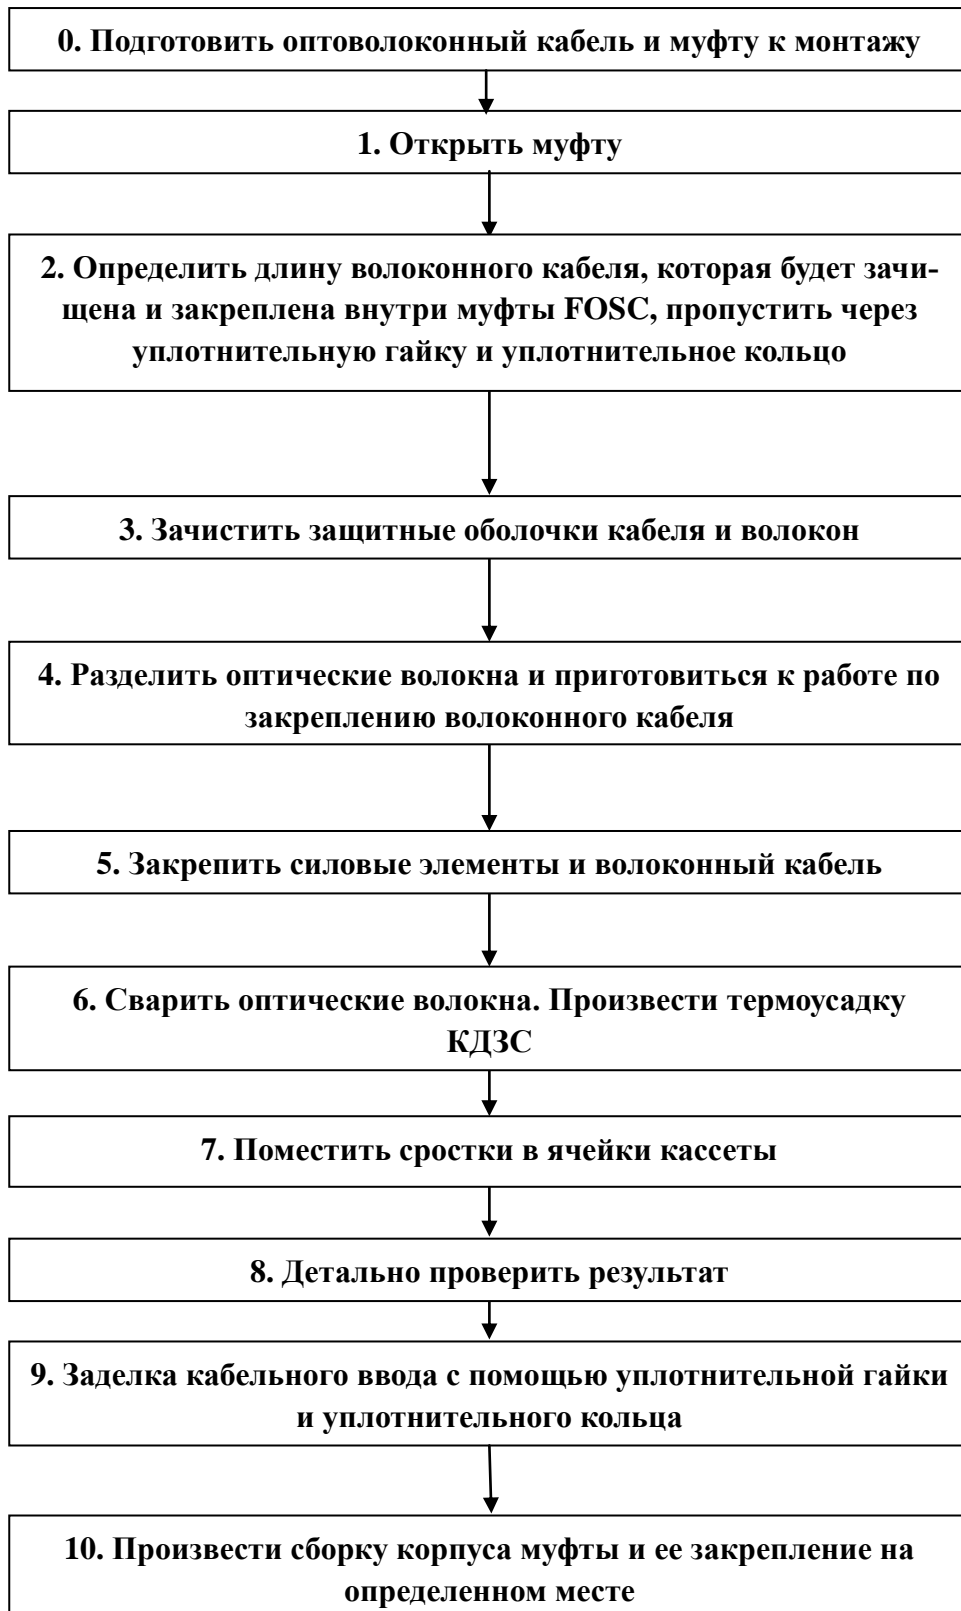 0. Подготовить оптоволоконный кабель и муфту к монтажу
1. Открыть муфту
2. Определить длину волоконного кабеля, которая будет зачи-
щена и закреплена внутри муфты FOSC, пропустить через
уплотнительную гайку и уплотнительное кольцо
3. Зачистить защитные оболочки кабеля и волокон
4. Разделить оптические волокна и приготовиться к работе по
закреплению волоконного кабеля
5. Закрепить силовые элементы и волоконный кабель
6. Сварить оптические волокна. Произвести термоусадку
КДЗС
7. Поместить сростки в ячейки кассеты
8. Детально проверить результат
9. Заделка кабельного ввода с помощью уплотнительной гайки
и уплотнительного кольца
10. Произвести сборку корпуса муфты и ее закрепление на
определенном месте